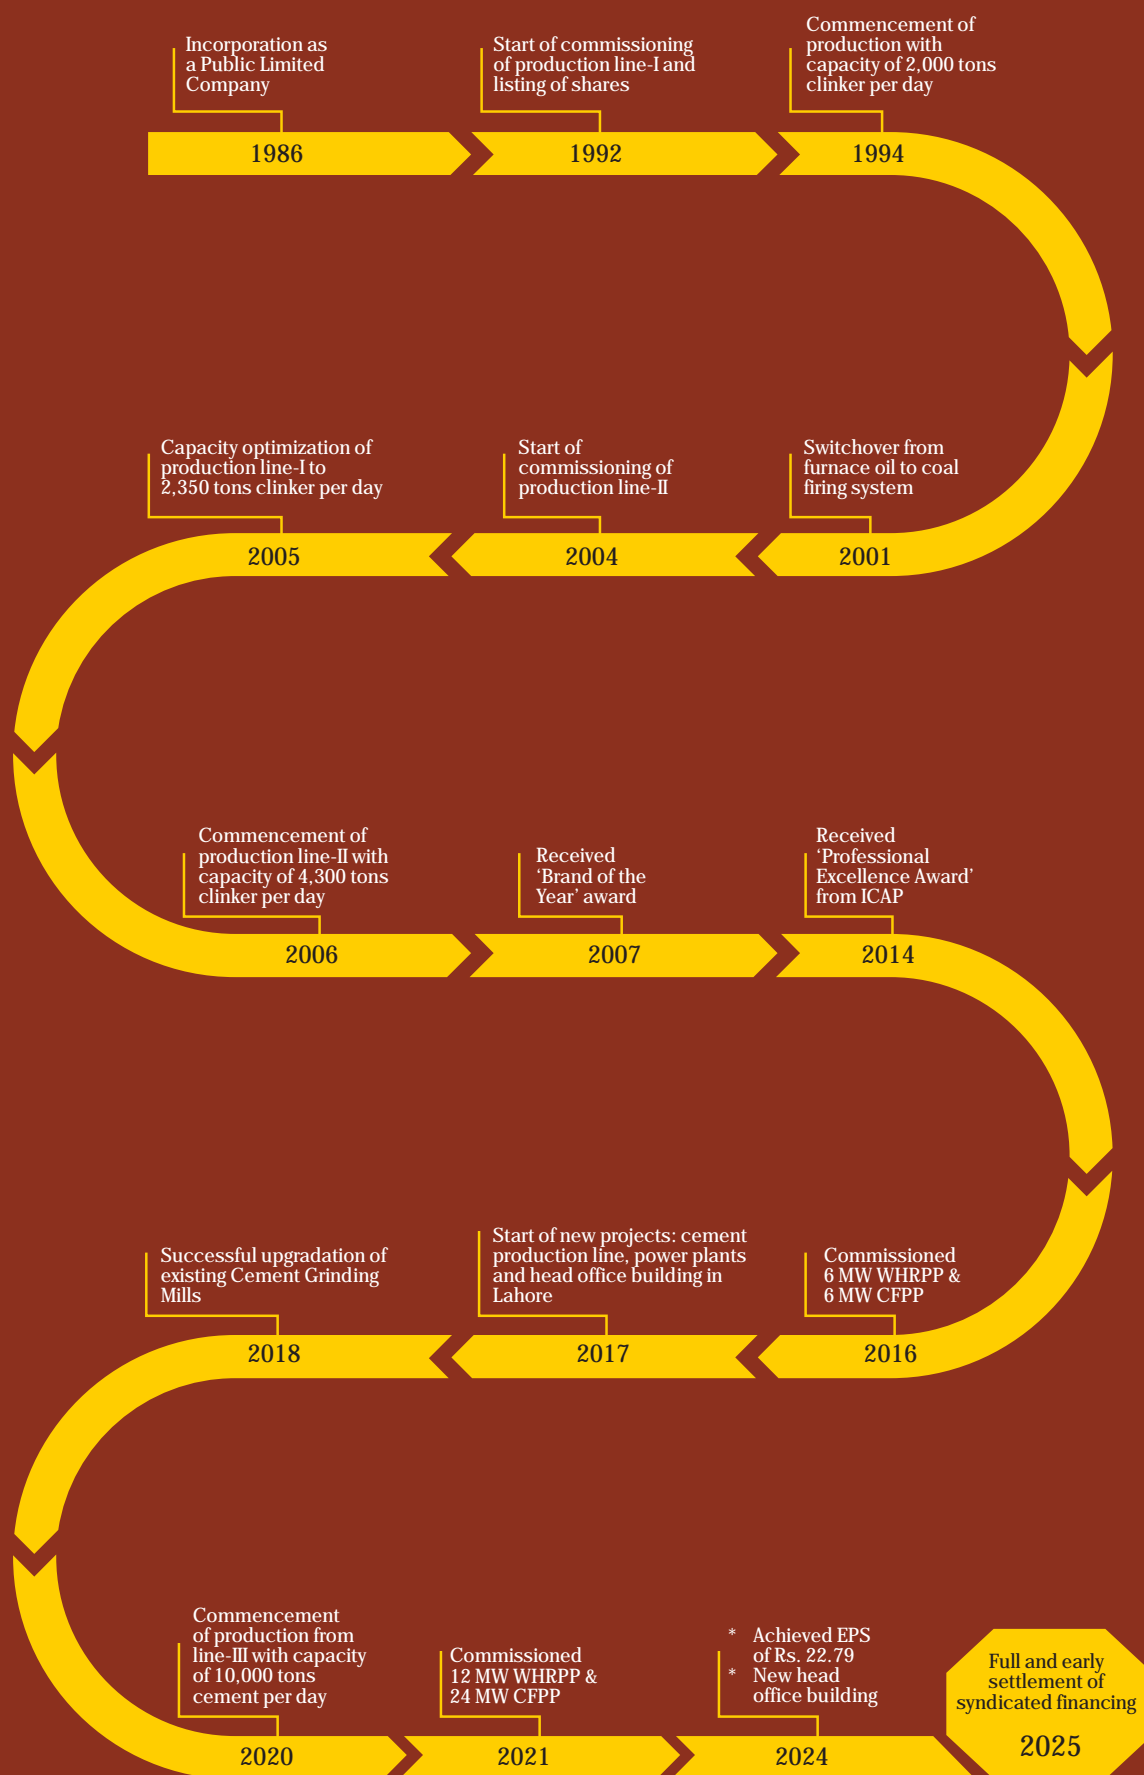 Incorporation as
a Public Limited
Company
1986
Start of commissioning
of production line-I and
listing of shares
1992
Commencement of
production with
capacity of 2,000 tons
clinker per day
1994
Switchover from
furnace oil to coal
firing system
2001
Start of
commissioning of
production line-II
2004
Capacity optimization of
production line-I to
2,350 tons clinker per day
2005
Commencement of
production line-II with
capacity of 4,300 tons
clinker per day
2006
Received
‘Brand of the
Year’ award
2007
Received
‘Professional
Excellence Award’
from ICAP
2014
Commissioned
6 MW WHRPP &
6 MW CFPP
2016
Start of new projects: cement
production line, power plants
and head office building in
Lahore
2017
Successful upgradation of
existing Cement Grinding
Mills
2018
Commencement
of production from
line-III with capacity
of 10,000 tons
cement per day
2020
Commissioned
12 MW WHRPP &
24 MW CFPP
2021
* Achieved EPS
of Rs. 22.79
* New head
office building
2024
Full and early
settlement of
syndicated financing
2025